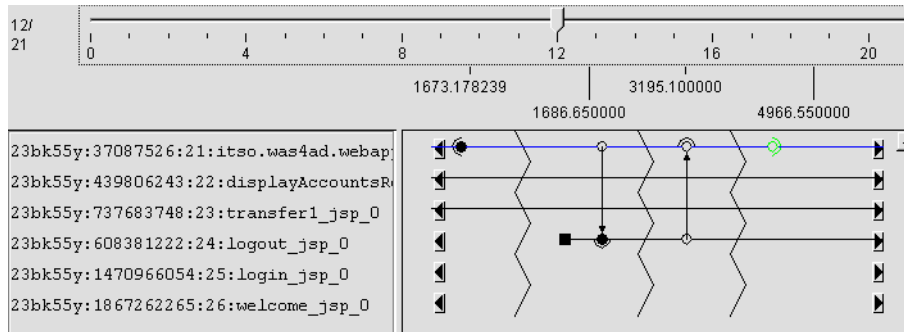 12/
21
0 4 8 12 16 20
1673.178239 3195.100000
1686.650000 4966.550000
23bk55y:37087526:21:itso.was4ad.webapp
23bk55y:439806243:22:displayAccountsRe
23bk55y:737683748:23:transfer1_jsp_0
23bk55y:608381222:24:logout_jsp_0
23bk55y:1470966054:25:login_jsp_0
23bk55y:1867262265:26:welcome_jsp_0